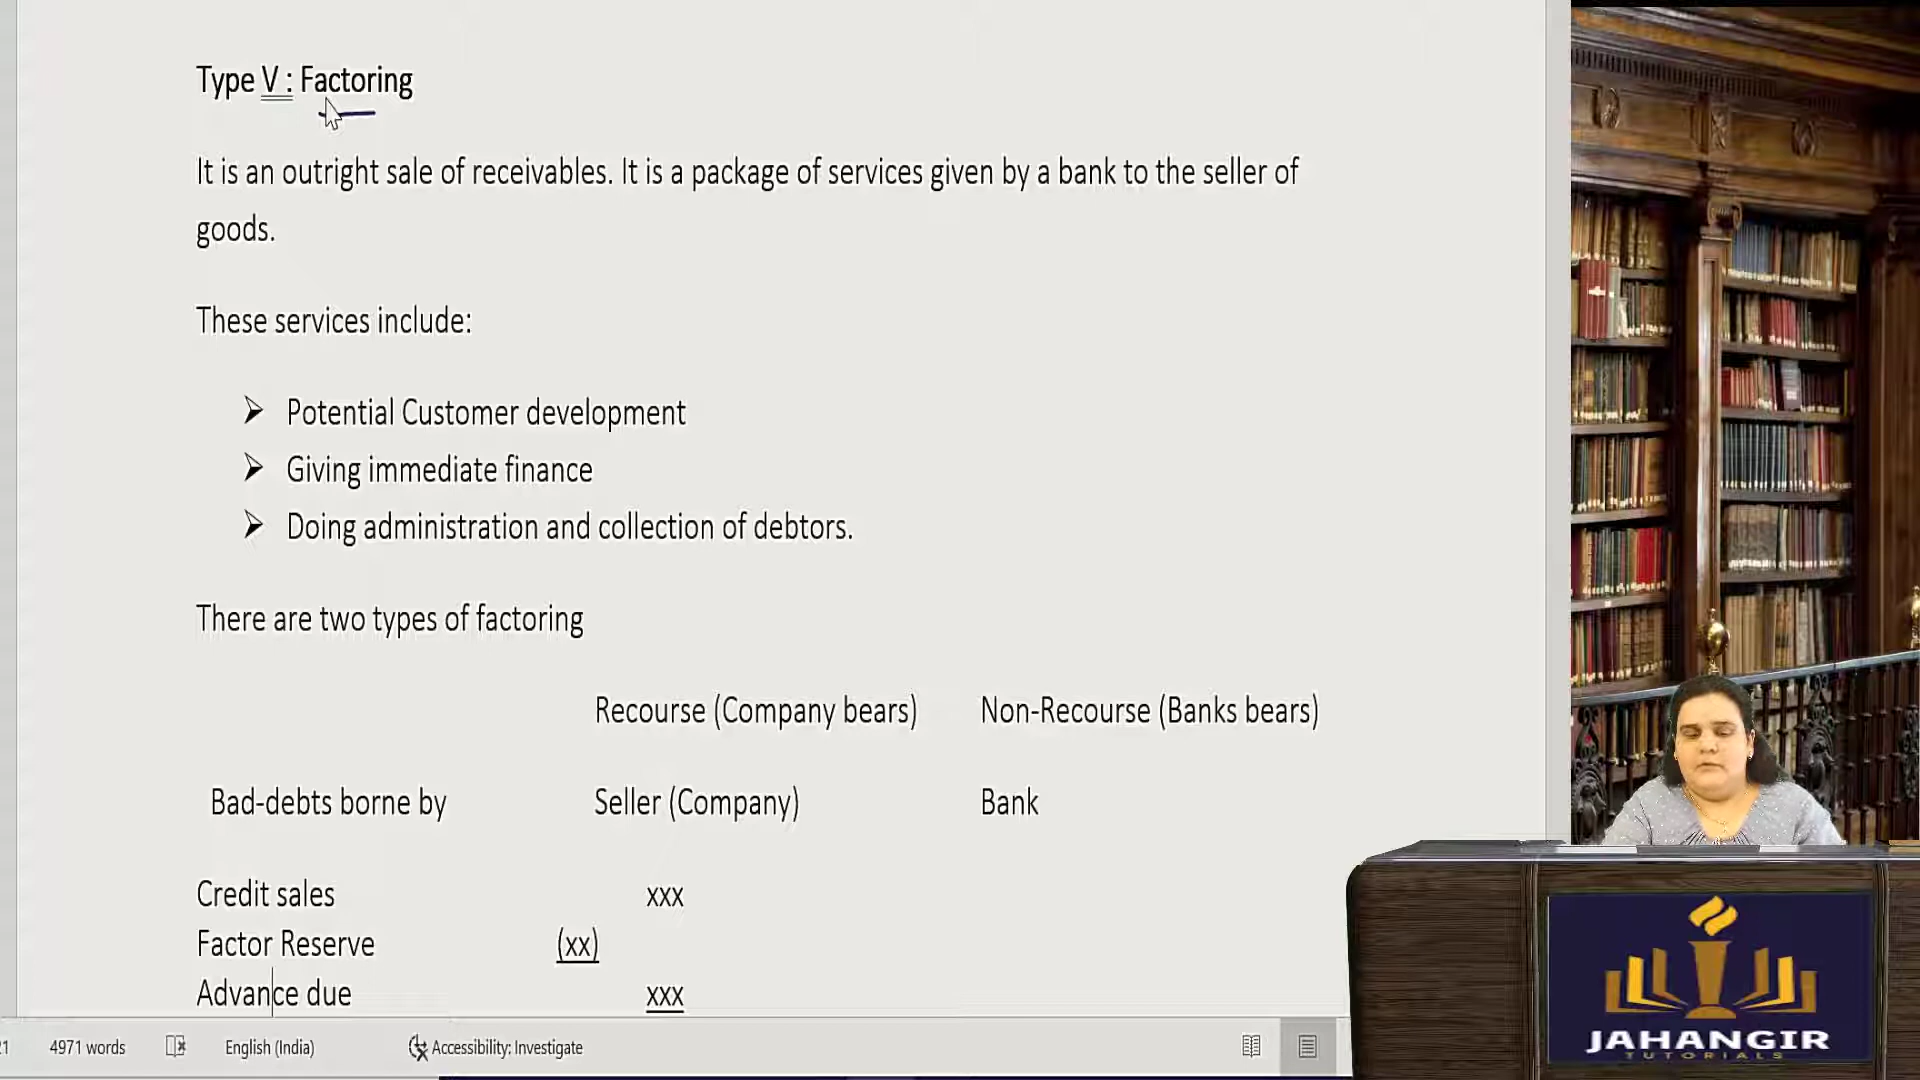 Type V : Factoring
It is an outright sale of receivables. It is a package of services given by a bank to the seller of
goods.
These services include:
Potential Customer development
Giving immediate finance
Doing administration and collection of debtors.
There are two types of factoring
Recourse (Company bears) Non-Recourse (Banks bears)
Bad-debts borne by Seller (Company) Bank
Credit sales xxx
Factor Reserve (xx)
Advance due xxx
4971 words English (India) Accessibility: Investigate
JAHANGIR
TUTORIALS